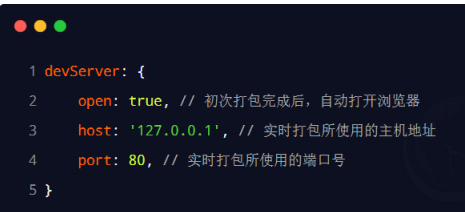 1 devServer: {
2 open: true, // 初次打包完成后，自动打开浏览器
3 host: '127.0.0.1', // 实时打包所使用的主机地址
4 port: 80, // 实时打包所使用的端口号
5 }